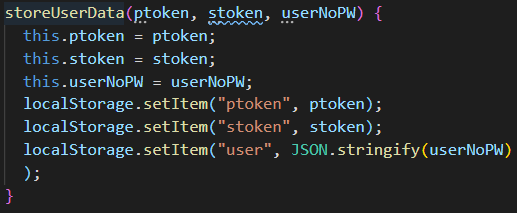 storeUserData(ptoken, stoken, userNoPW) {
this.ptoken = ptoken;
this.stoken = stoken;
this.userNoPW = userNoPW;
localStorage.setItem("ptoken", ptoken);
localStorage.setItem("stoken", stoken);
localStorage.setItem("user", JSON.stringify(userNoPW)
);
}